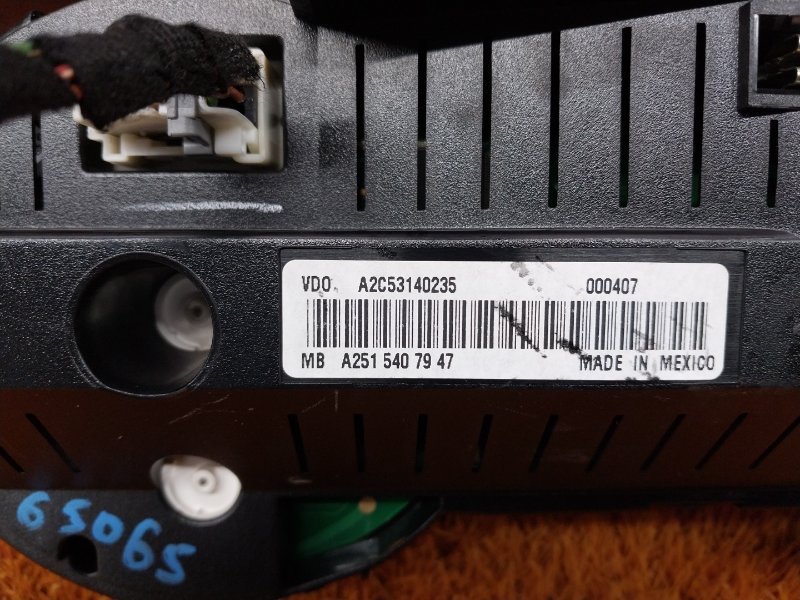 VDO A2C53140235 000407
MB A251 540 79 47 MADE IN MEXICO
65065